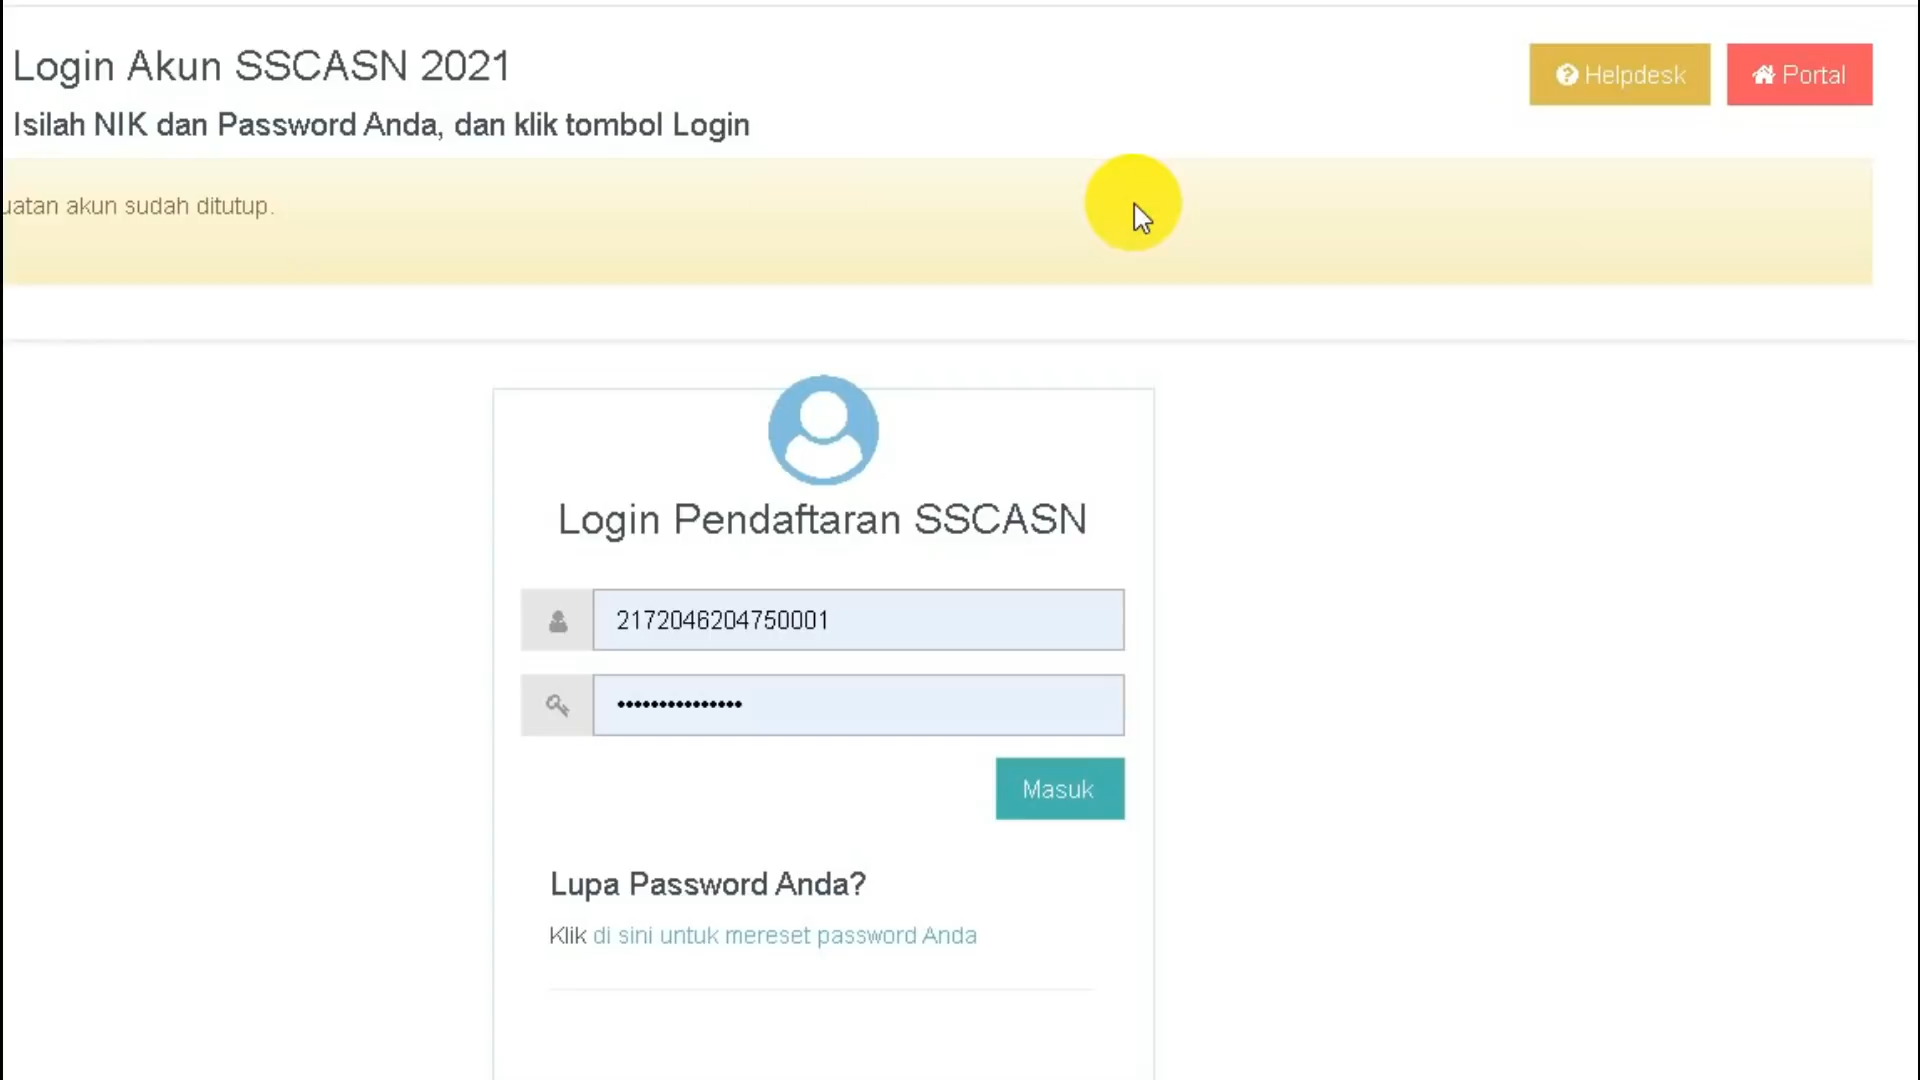 Login Akun SSCASN 2021
Helpdesk
Portal
Isilah NIK dan Password Anda, dan klik tombol Login
uatan akun sudah ditutup.
Login Pendaftaran SSCASN
2172046204750001
•••••••••••••••
Masuk
Lupa Password Anda?
Klik di sini untuk mereset password Anda